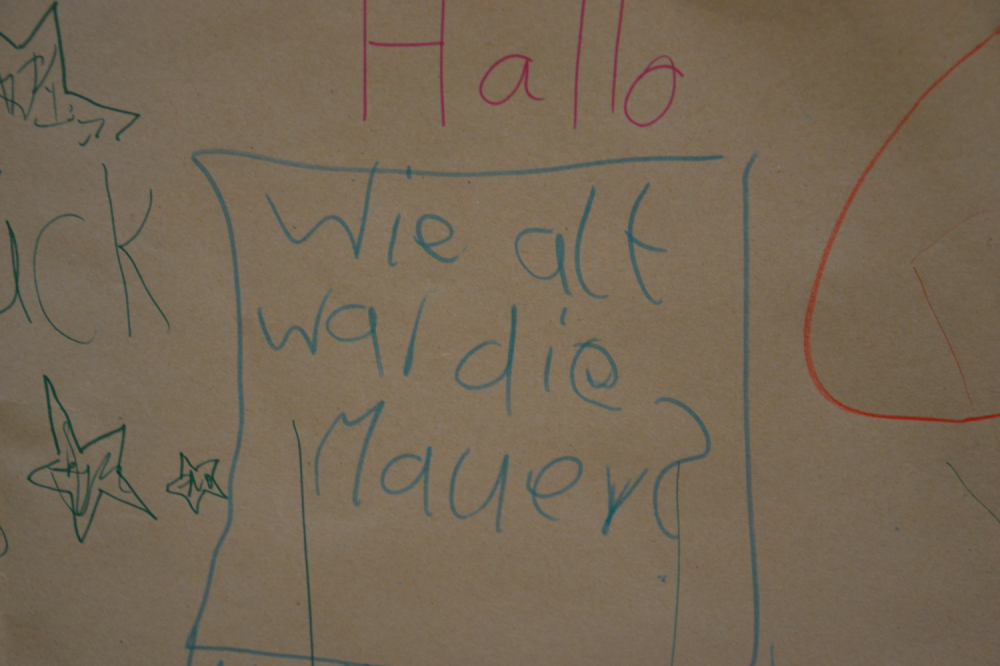 Hallo
uck
Wie alt
war die
Mauer?